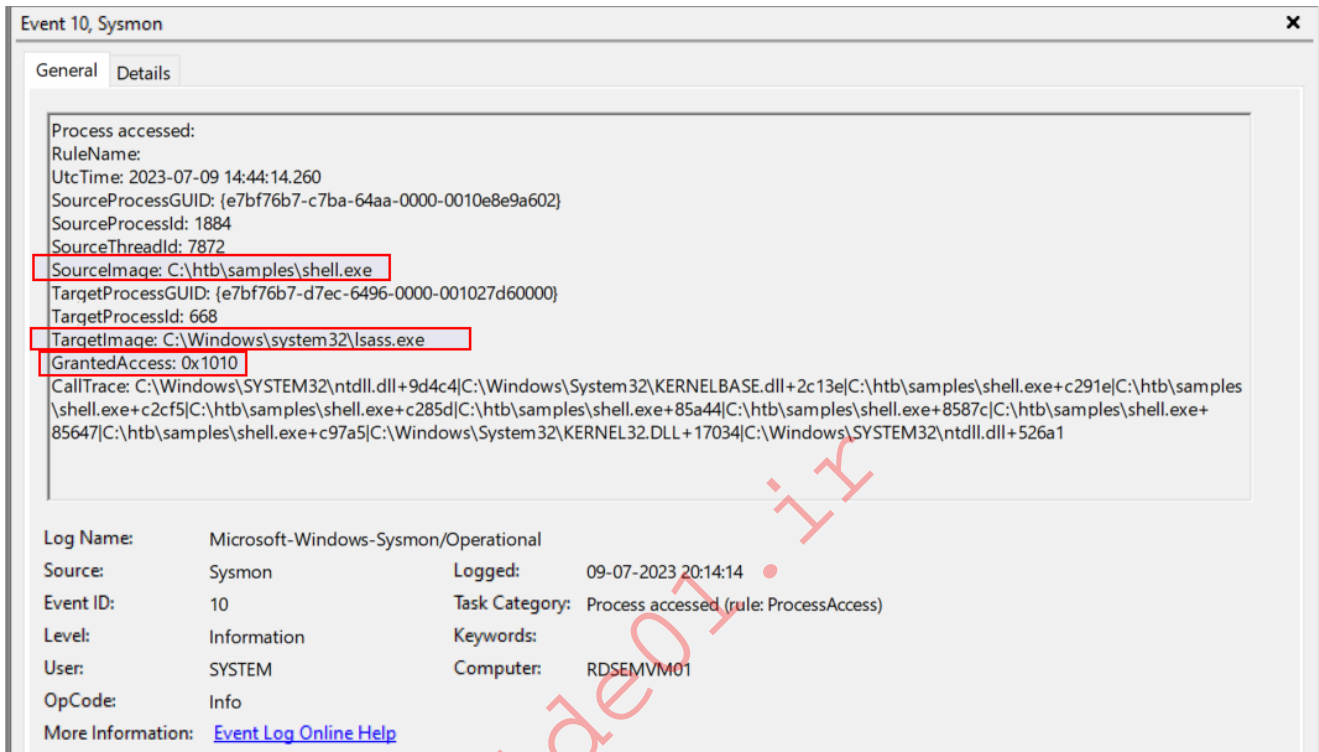 Event 10, Sysmon
General Details
Process accessed:
RuleName:
UtcTime: 2023-07-09 14:44:14.260
SourceProcessGUID: {e7bf76b7-c7ba-64aa-0000-0010e8e9a602}
SourceProcessId: 1884
SourceThreadId: 7872
SourceImage: C:\htb\samples\shell.exe
TargetProcessGUID: {e7bf76b7-d7ec-6496-0000-001027d60000}
TargetProcessId: 668
TargetImage: C:\Windows\system32\lsass.exe
GrantedAccess: 0x1010
CallTrace: C:\Windows\SYSTEM32\ntdll.dll+9d4c4|C:\Windows\System32\KERNELBASE.dll+2c13e|C:\htb\samples\shell.exe+c291e|C:\htb\samples
\shell.exe+c2cf5|C:\htb\samples\shell.exe+c285d|C:\htb\samples\shell.exe+85a44|C:\htb\samples\shell.exe+8587c|C:\htb\samples\shell.exe+
85647|C:\htb\samples\shell.exe+c97a5|C:\Windows\System32\KERNEL32.DLL+17034|C:\Windows\SYSTEM32\ntdll.dll+526a1
Log Name: Microsoft-Windows-Sysmon/Operational
Source: Sysmon Logged: 09-07-2023 20:14:14
Event ID: 10 Task Category: Process accessed (rule: ProcessAccess)
Level: Information Keywords:
User: SYSTEM Computer: RDSEMVM01
OpCode: Info
More Information: Event Log Online Help
de01.ir